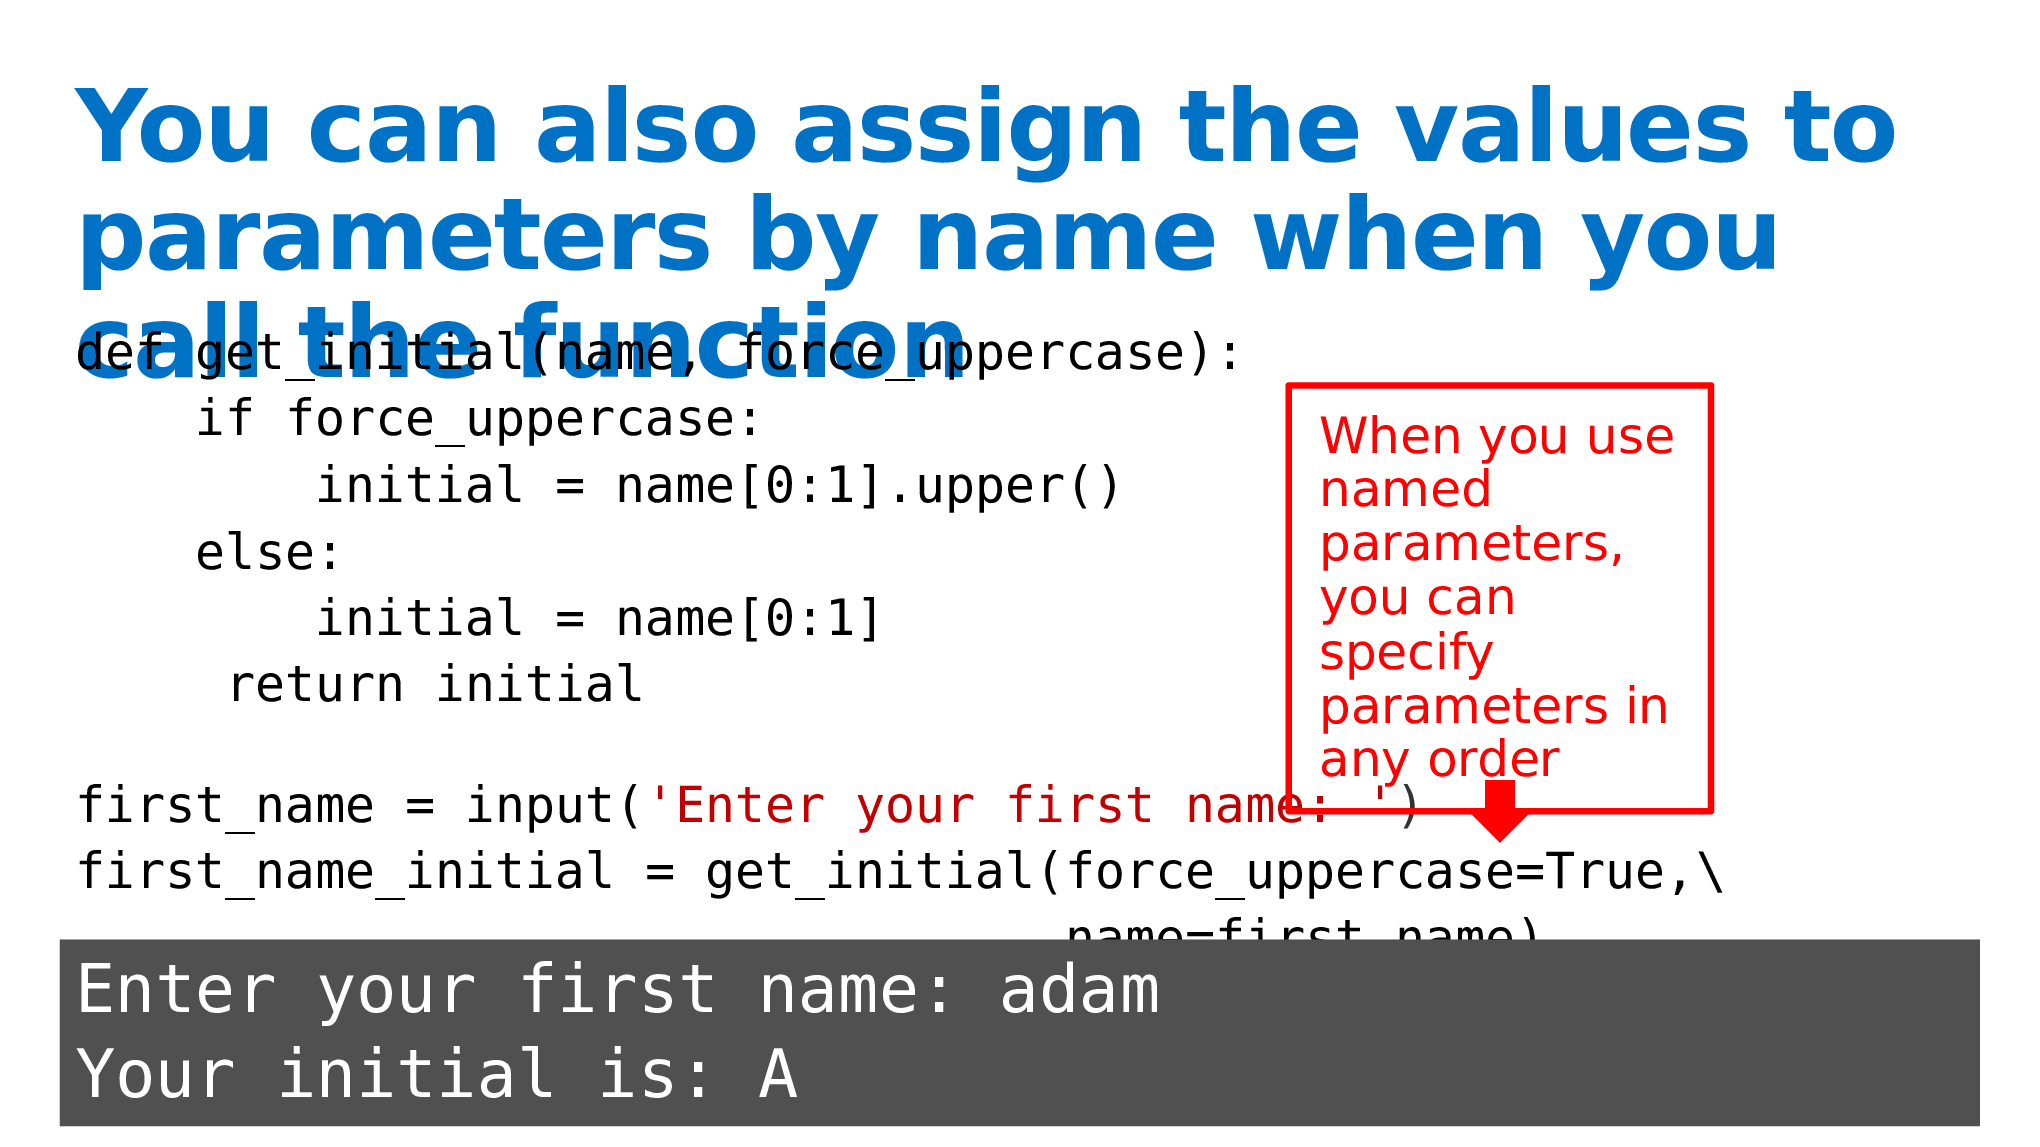 You can also assign the values to
parameters by name when you
call the function
def get_initial(name, force_uppercase):
    if force_uppercase:
        initial = name[0:1].upper()
    else:
        initial = name[0:1]
     return initial
When you use
named
parameters,
you can
specify
parameters in
any order
first_name = input('Enter your first name: ')
first_name_initial = get_initial(force_uppercase=True,\
                                 name=first_name)
Enter your first name: adam
Your initial is: A